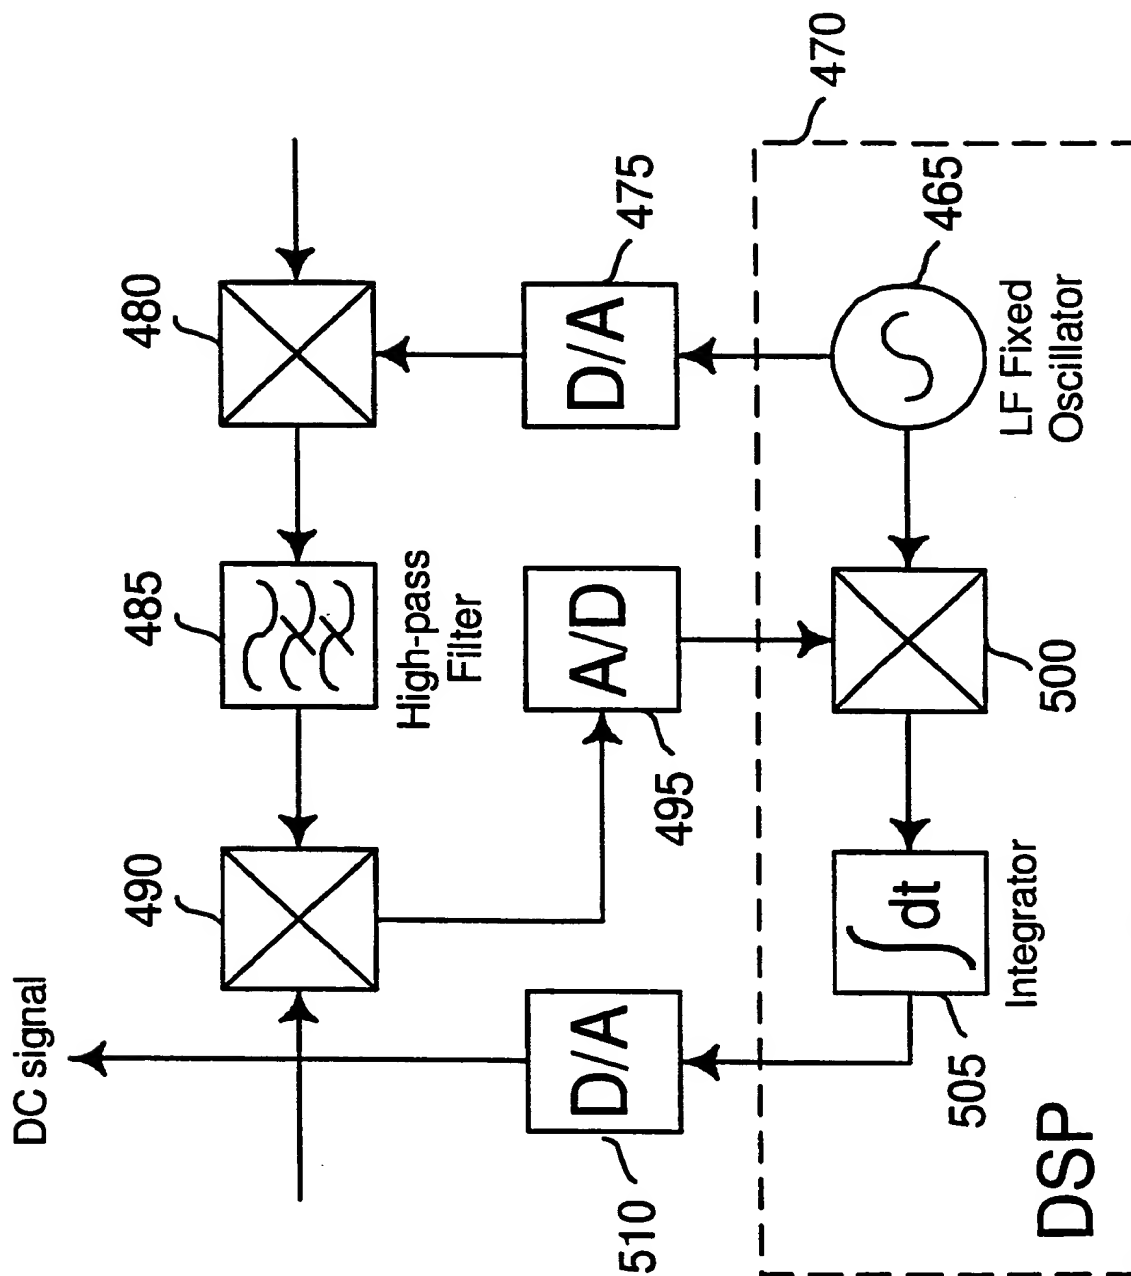 DC signal
490
485
480
High-pass
Filter
510
D/A
495
A/D
475
D/A
470
505
∫dt
Integrator
500
465
LF Fixed
Oscillator
DSP